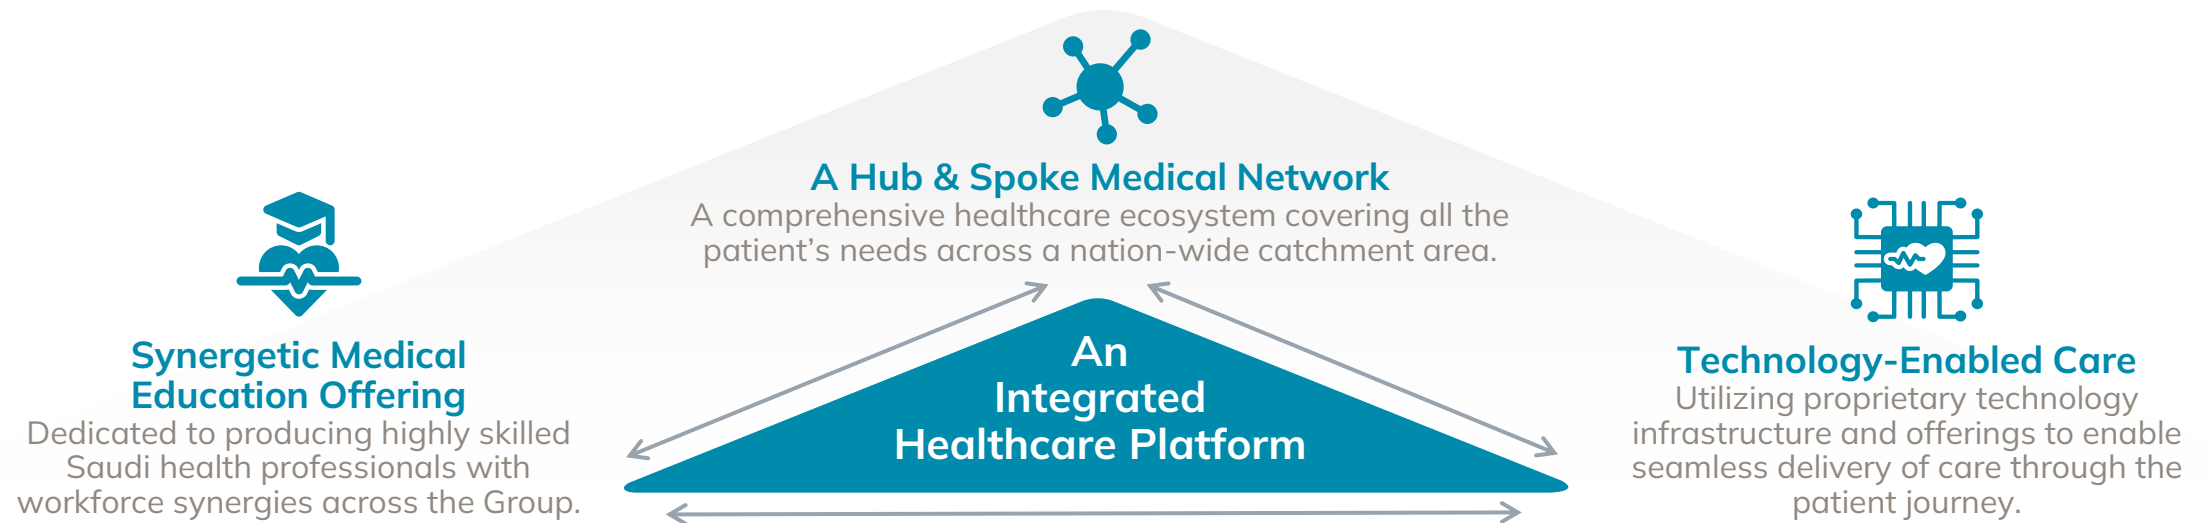 A Hub & Spoke Medical Network
A comprehensive healthcare ecosystem covering all the
patient's needs across a nation-wide catchment area.
Synergetic Medical
Education Offering
Dedicated to producing highly skilled
Saudi health professionals with
workforce synergies across the Group.
An
Integrated
Healthcare Platform
Technology-Enabled Care
Utilizing proprietary technology
infrastructure and offerings to enable
seamless delivery of care through the
patient journey.